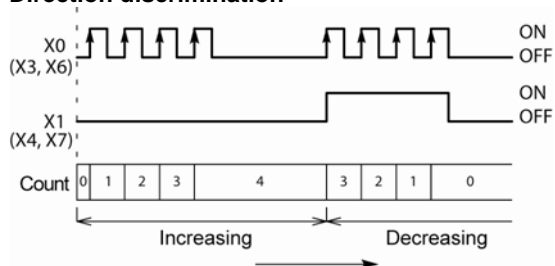 Direction discrimination
X0
(X3, X6)
ON
OFF
X1
(X4, X7)
ON
OFF
Count 0 1 2 3 4 3 2 1 0
Increasing Decreasing